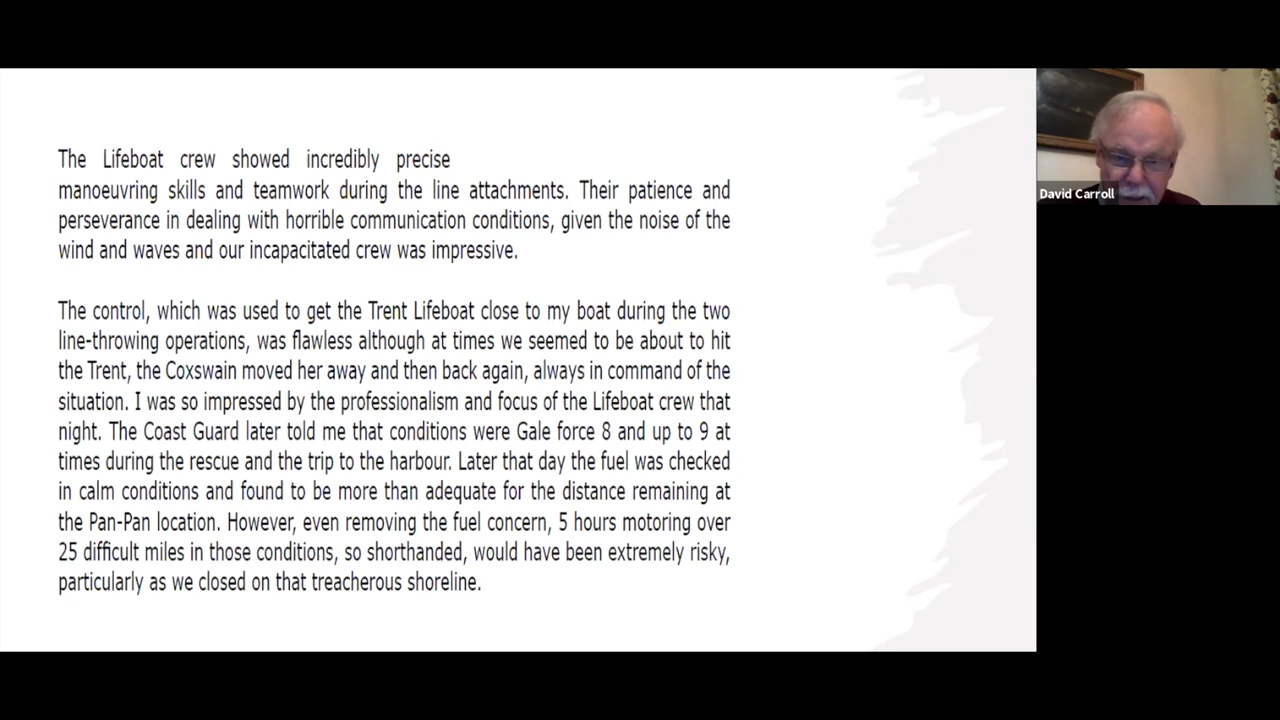 The Lifeboat crew showed incredibly precise
manoeuvring skills and teamwork during the line attachments. Their patience and
perseverance in dealing with horrible communication conditions, given the noise of the
wind and waves and our incapacitated crew was impressive.
The control, which was used to get the Trent Lifeboat close to my boat during the two
line-throwing operations, was flawless although at times we seemed to be about to hit
the Trent, the Coxswain moved her away and then back again, always in command of the
situation. I was so impressed by the professionalism and focus of the Lifeboat crew that
night. The Coast Guard later told me that conditions were Gale force 8 and up to 9 at
times during the rescue and the trip to the harbour. Later that day the fuel was checked
in calm conditions and found to be more than adequate for the distance remaining at
the Pan-Pan location. However, even removing the fuel concern, 5 hours motoring over
25 difficult miles in those conditions, so shorthanded, would have been extremely risky,
particularly as we closed on that treacherous shoreline.
David Carroll